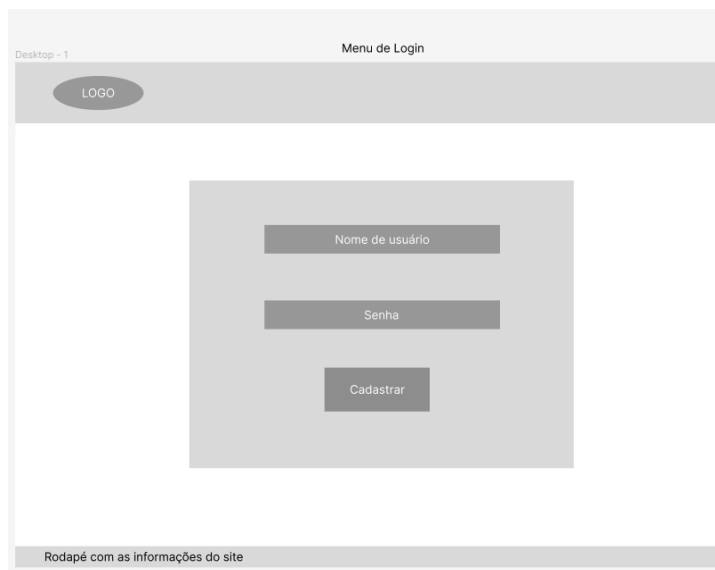 Menu de Login
Desktop - 1
LOGO
Nome de usuário
Senha
Cadastrar
Rodapé com as informações do site